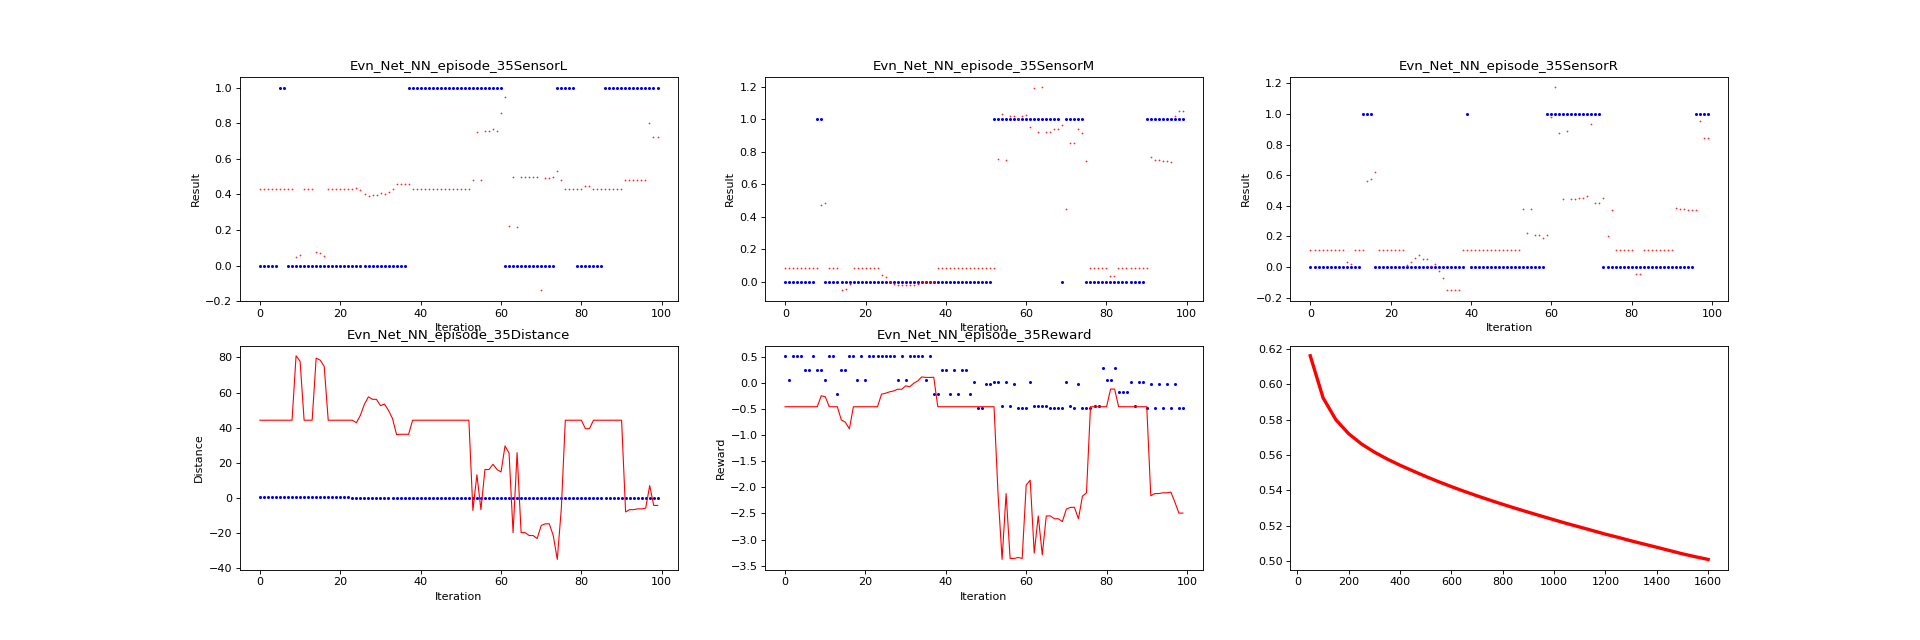 Evn_Net_NN_episode_35SensorL
1.0
0.8
0.6
0.4
0.2
0.0
−0.2
Result
0 20 40 60 80 100
Iteration
Evn_Net_NN_episode_35SensorM
1.2
1.0
0.8
0.6
0.4
0.2
0.0
Result
0 20 40 60 80 100
Iteration
Evn_Net_NN_episode_35SensorR
1.2
1.0
0.8
0.6
0.4
0.2
0.0
−0.2
Result
0 20 40 60 80 100
Iteration
Evn_Net_NN_episode_35Distance
80
60
40
20
0
−20
−40
Distance
0 20 40 60 80 100
Iteration
Evn_Net_NN_episode_35Reward
0.5
0.0
−0.5
−1.0
−1.5
−2.0
−2.5
−3.0
−3.5
Reward
0 20 40 60 80 100
Iteration
0.62
0.60
0.58
0.56
0.54
0.52
0.50
0 200 400 600 800 1000 1200 1400 1600